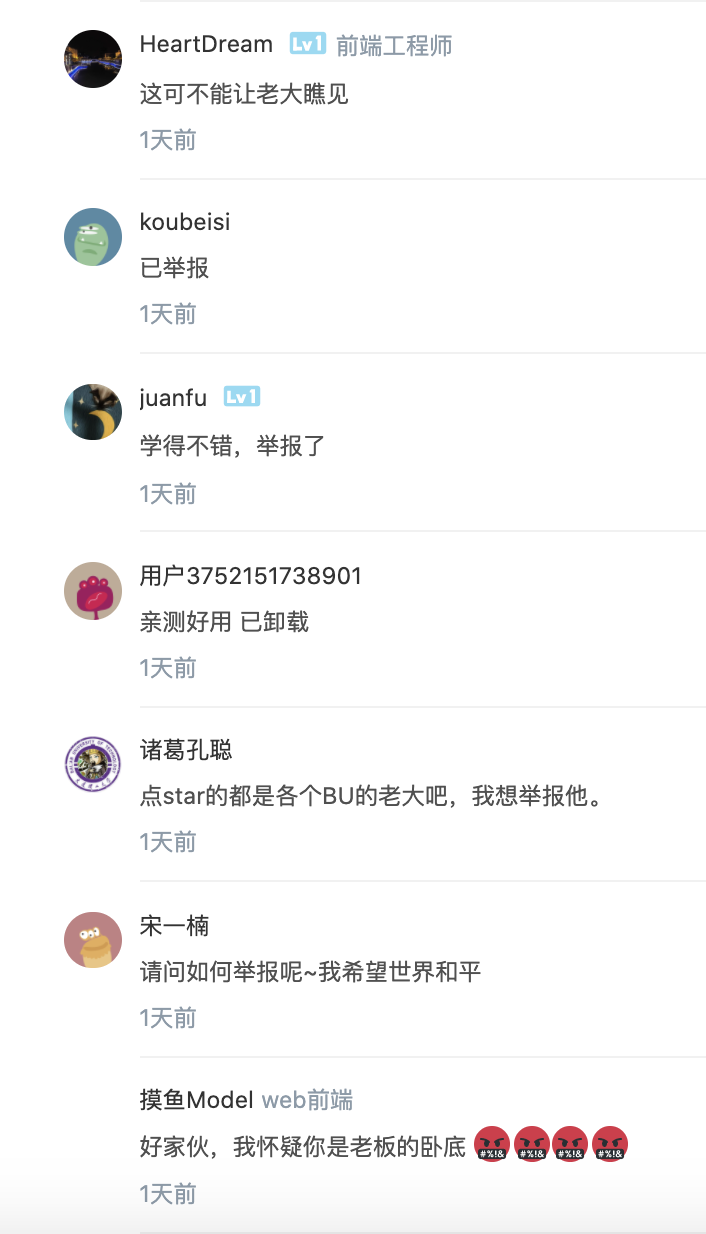 HeartDream Lv1 前端工程师
这可不能让老大瞧见
1天前
koubeisi
已举报
1天前
juanfu Lv1
学得不错，举报了
1天前
用户3752151738901
亲测好用 已卸载
1天前
诸葛孔聪
点star的都是各个BU的老大吧，我想举报他。
1天前
宋一楠
请问如何举报呢~我希望世界和平
1天前
摸鱼Model web前端
好家伙，我怀疑你是老板的卧底 #%!& #%!& #%!& #%!&
1天前